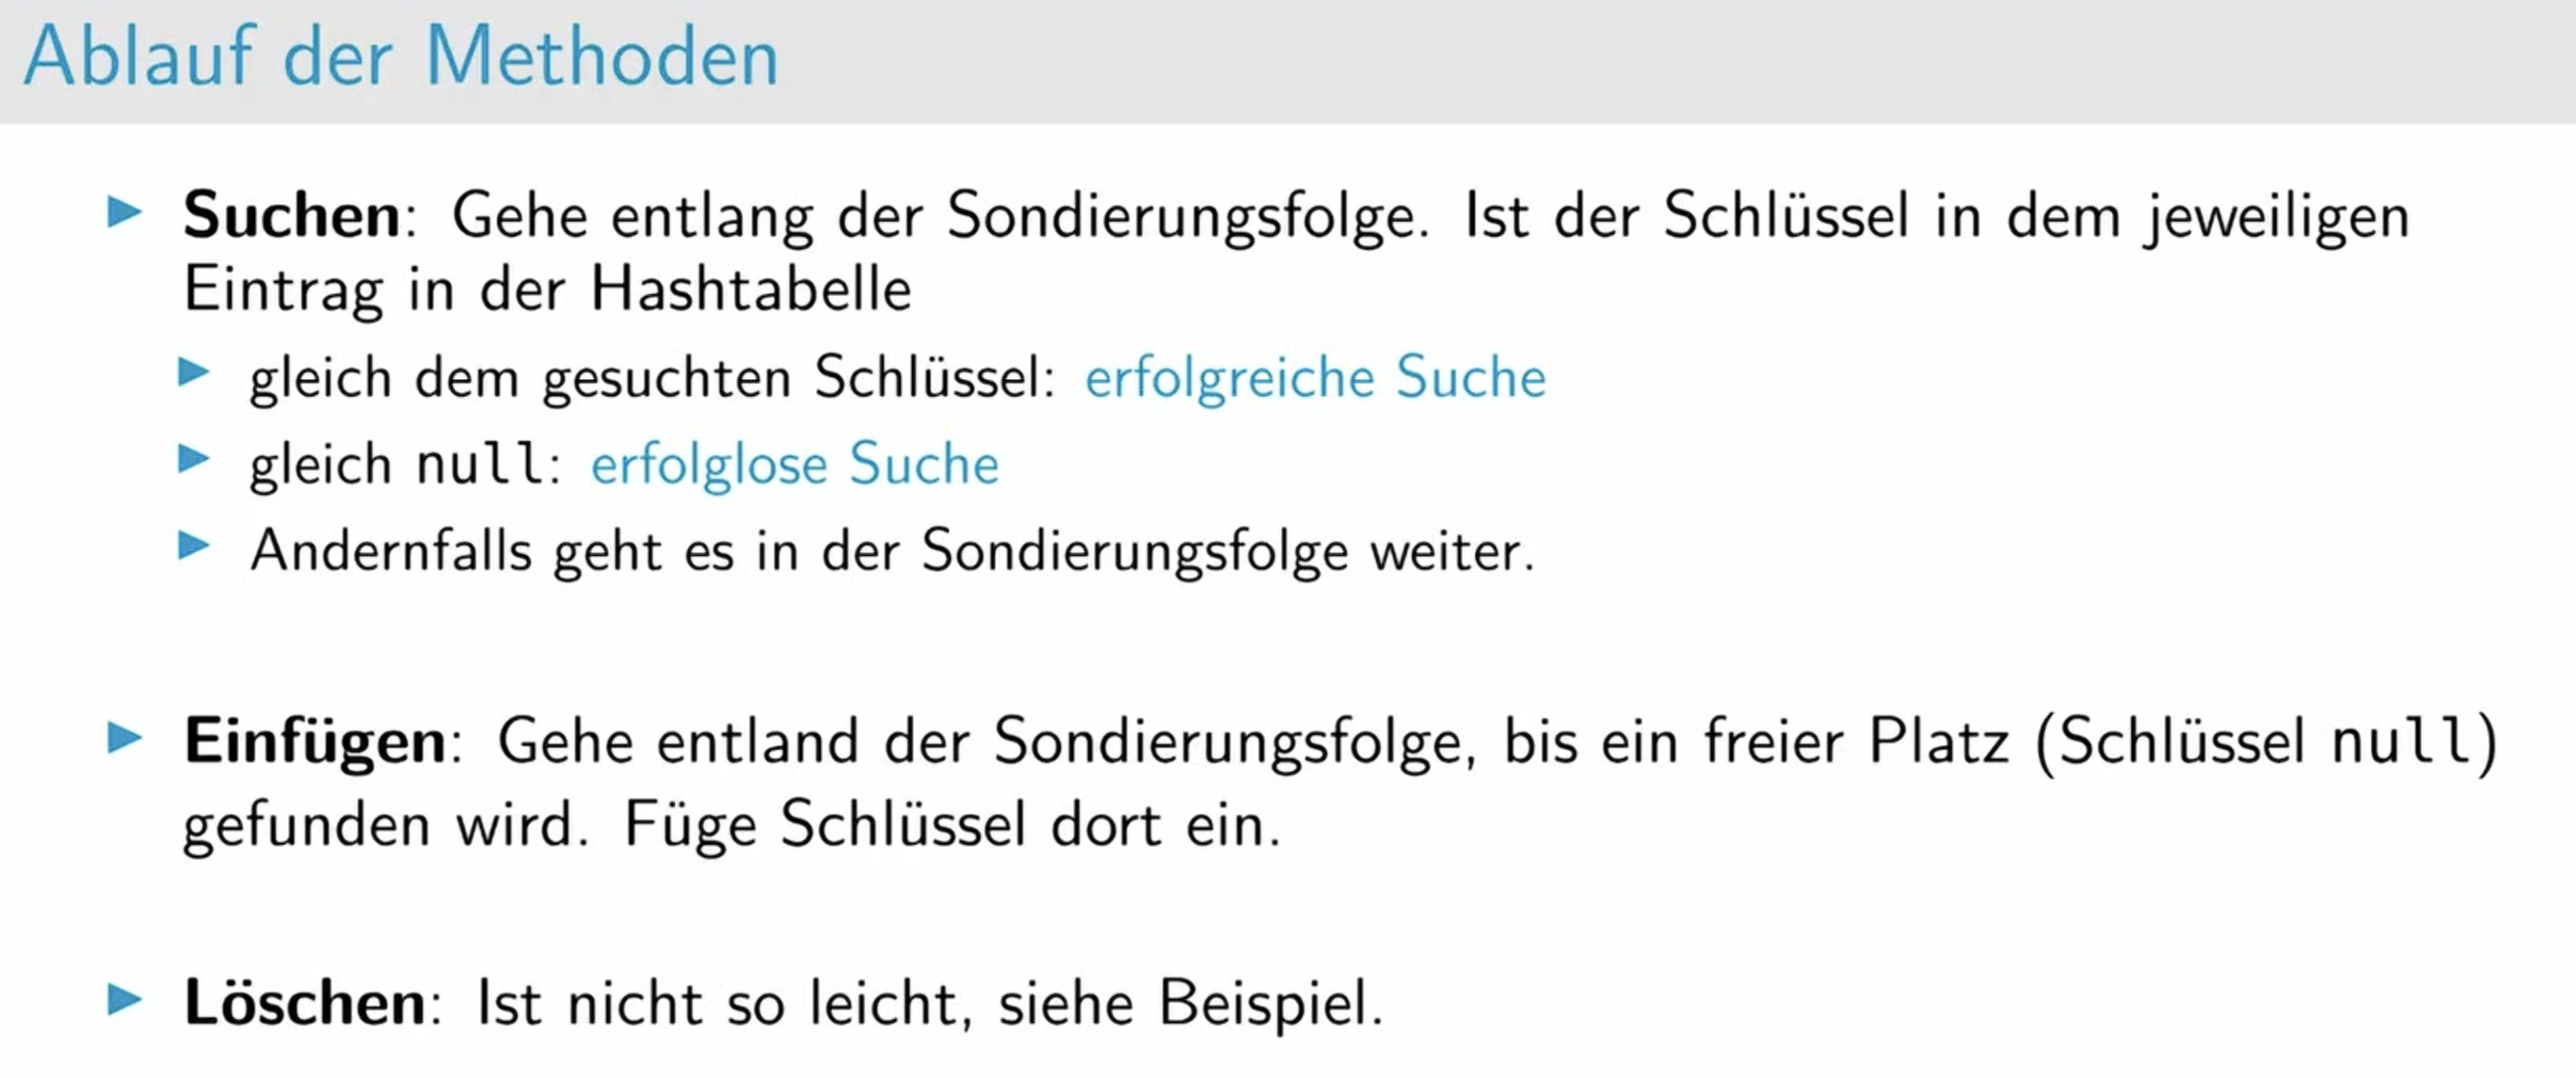 Ablauf der Methoden
Suchen: Gehe entlang der Sondierungsfolge. Ist der Schlüssel in dem jeweiligen
Eintrag in der Hashtabelle
gleich dem gesuchten Schlüssel: erfolgreiche Suche
gleich null: erfolglose Suche
Andernfalls geht es in der Sondierungsfolge weiter.
Einfügen: Gehe entland der Sondierungsfolge, bis ein freier Platz (Schlüssel null)
gefunden wird. Füge Schlüssel dort ein.
Löschen: Ist nicht so leicht, siehe Beispiel.